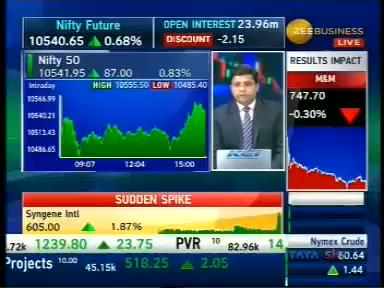 Nifty Future
10540.65 0.68%
OPEN INTEREST 23.96m
DISCOUNT -2.15
ZEE BUSINESS
LIVE
Nifty 50
10541.95 87.00 0.83%
Intraday HIGH 10555.50 LOW 10485.40
10566.99
10540.21
10513.43
10486.65
09:07 12:04 15:00
RESULTS IMPACT
M&M
747.70
-0.30%
SUDDEN SPIKE
Syngene Intl
605.00 1.87%
.72k 1239.80 23.75 PVR 10 82.96k 14
Projects 10.00 45.15k 518.25 2.05
Nymex Crude
TATA sky
60.64
1.44